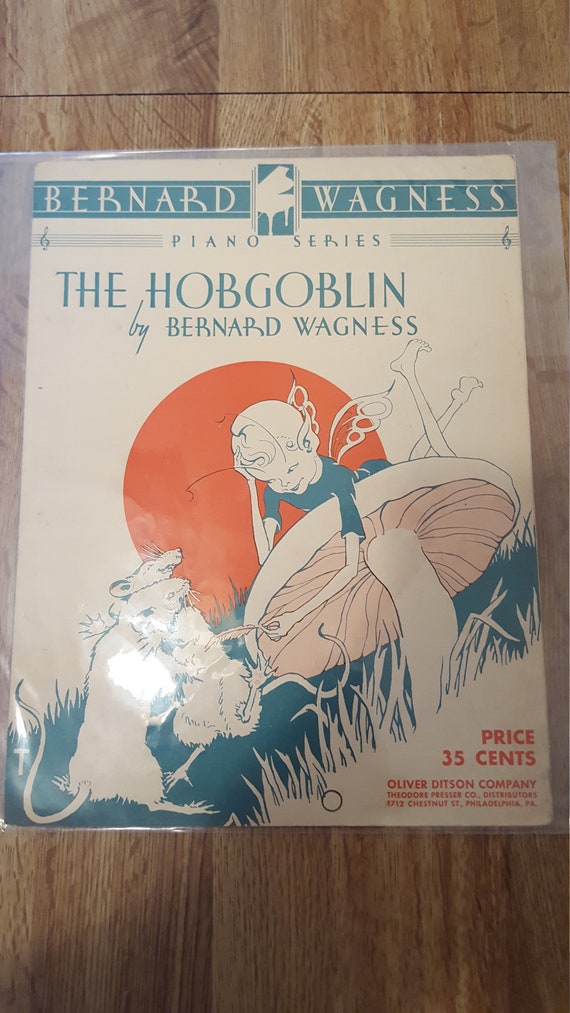 BERNARD WAGNESS
PIANO SERIES
THE HOBGOBLIN
by BERNARD WAGNESS
T
PRICE
35 CENTS
OLIVER DITSON COMPANY
THEODORE PRESSER CO., DISTRIBUTORS
1712 CHESTNUT ST., PHILADELPHIA, PA.